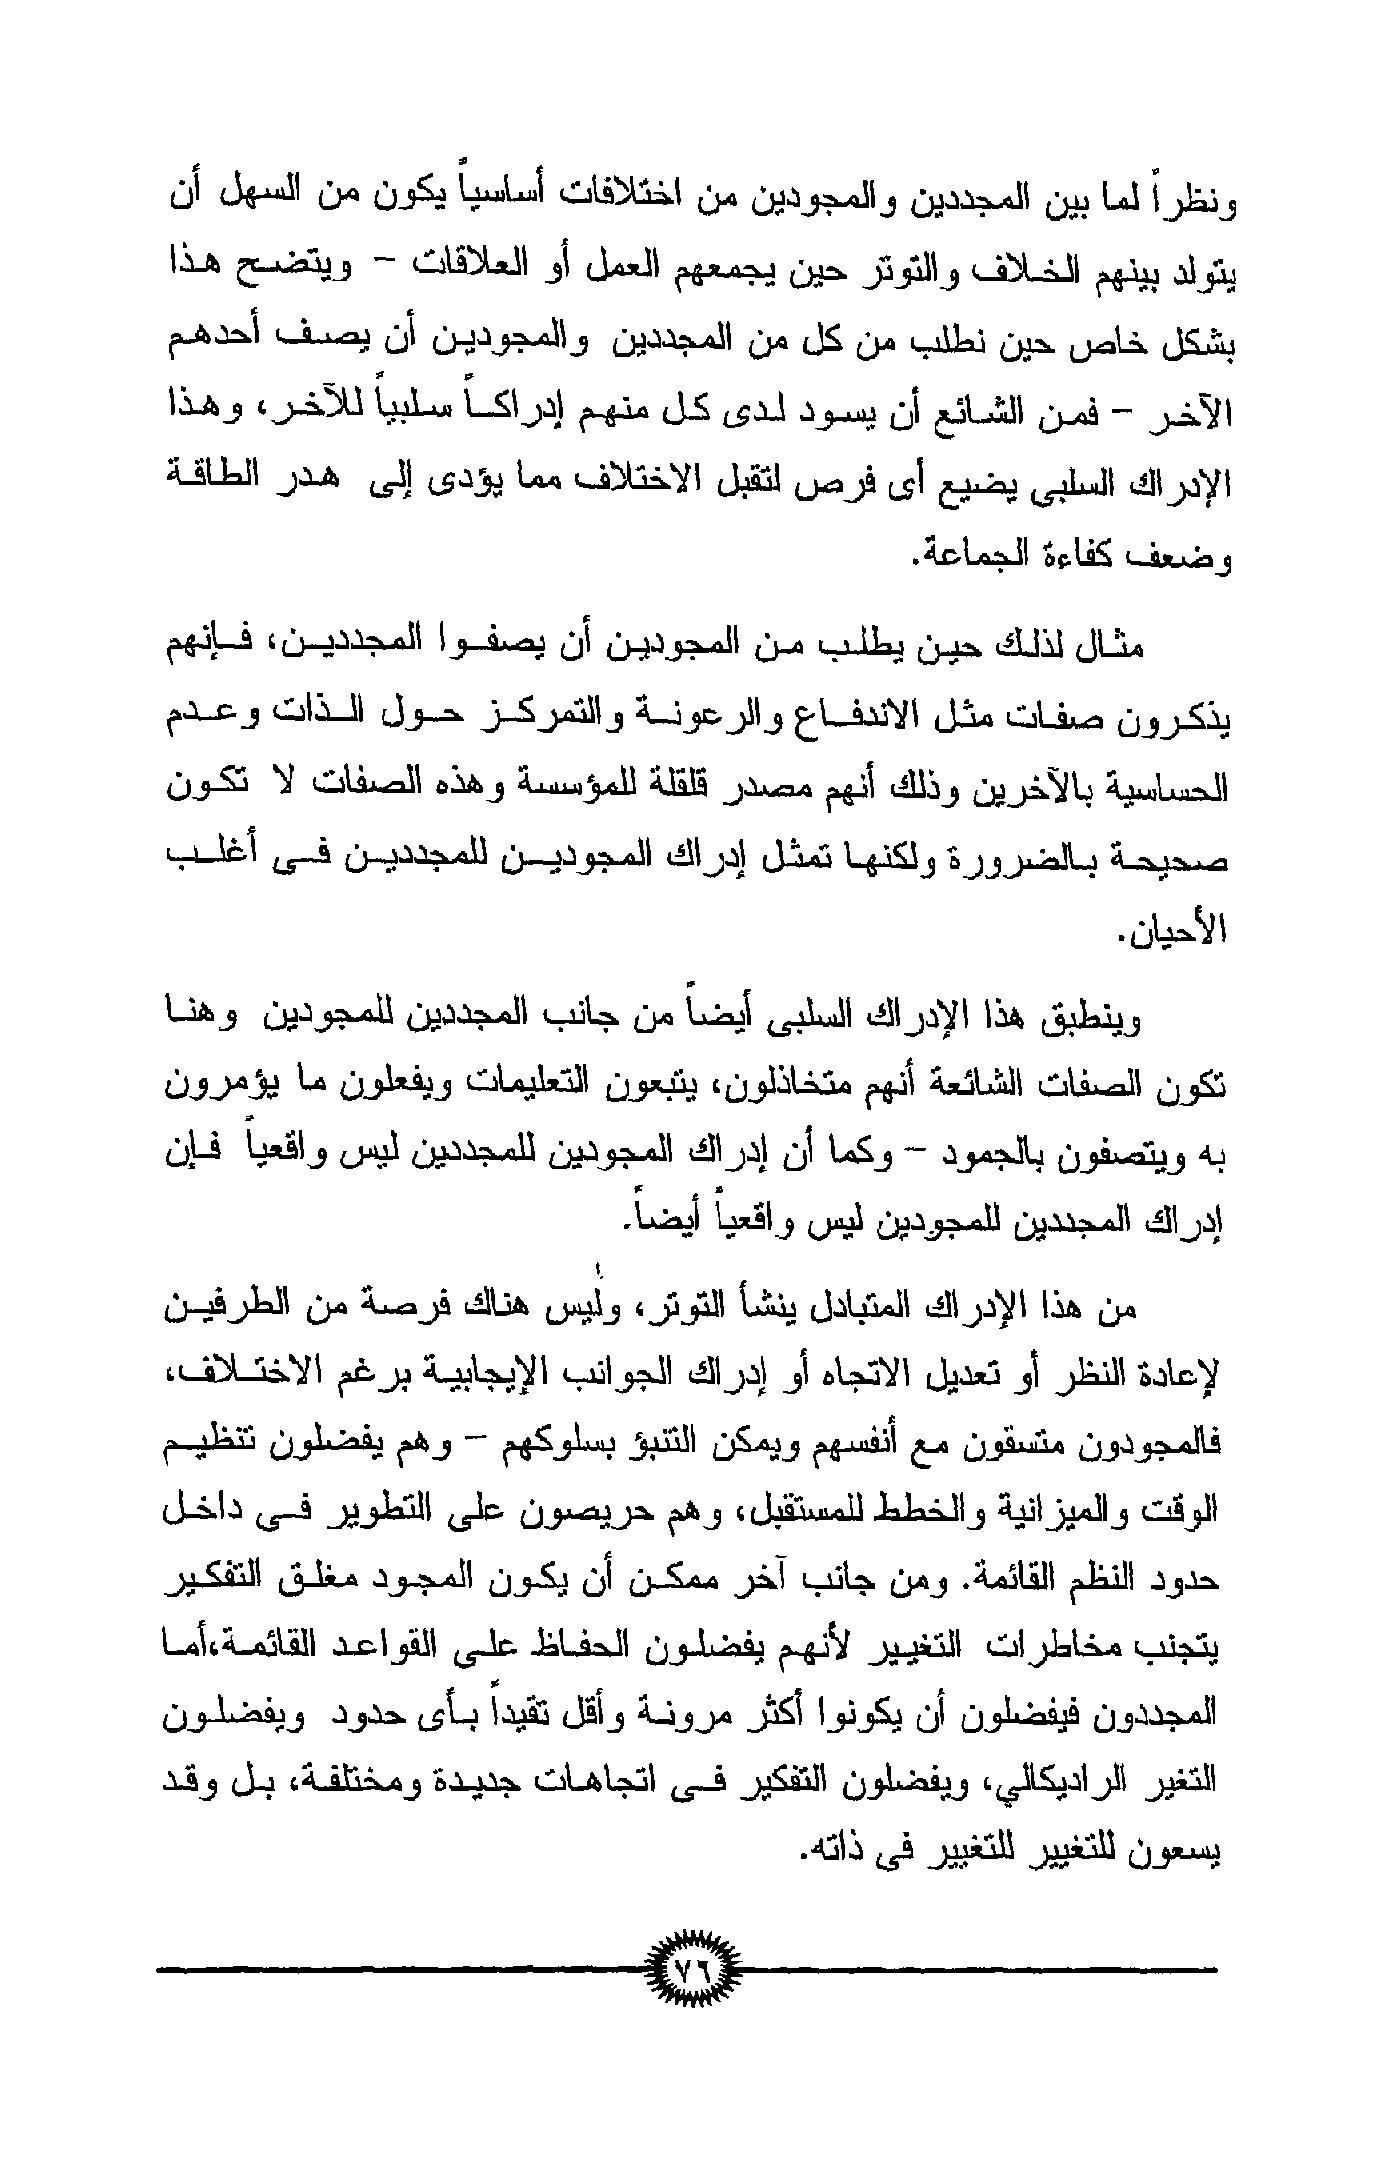 ونظراً لما بين المجددين والمجودين من اختلافات أساسياً يكون من السهل أن
يتولد بينهم الخلاف والتوتر حين يجمعهم العمل أو العلاقات – ويتضح هذا
بشكل خاص حين نطلب من كل من المجددين والمجودين أن يصف أحدهم
الآخر – فمن الشائع أن يسود لدى كل منهم إدراكاً سلبياً للآخر، وهذا
الإدراك السلبى يضيع أى فرص لتقبل الاختلاف مما يؤدى إلى هدر الطاقة
وضعف كفاءة الجماعة.
مثال لذلك حين يطلب من المجودين أن يصفوا المجددين، فإنهم
يذكرون صفات مثل الاندفاع والرعونة والتمركز حول الذات وعدم
الحساسية بالآخرين وذلك أنهم مصدر قلقلة للمؤسسة وهذه الصفات لا تكون
صحيحة بالضرورة ولكنها تمثل إدراك المجودين للمجددين فى أغلب
الأحيان.
وينطبق هذا الإدراك السلبى أيضاً من جانب المجددين للمجودين وهنا
تكون الصفات الشائعة أنهم متخاذلون، يتبعون التعليمات ويفعلون ما يؤمرون
به ويتصفون بالجمود – وكما أن إدراك المجودين للمجددين ليس واقعياً فإن
إدراك المجددين للمجودين ليس واقعياً أيضاً.
من هذا الإدراك المتبادل ينشأ التوتر، وليس هناك فرصة من الطرفين
لإعادة النظر أو تعديل الاتجاه أو إدراك الجوانب الإيجابية برغم الاختلاف،
فالمجودون متسقون مع أنفسهم ويمكن التنبؤ بسلوكهم – وهم يفضلون تنظيم
الوقت والميزانية والخطط للمستقبل، وهم حريصون على التطوير فى داخل
حدود النظم القائمة. ومن جانب آخر ممكن أن يكون المجود مغلق التفكير
يتجنب مخاطرات التغيير لأنهم يفضلون الحفاظ على القواعد القائمة،أما
المجددون فيفضلون أن يكونوا أكثر مرونة وأقل تقيداً بأى حدود ويفضلون
التغير الراديكالي، ويفضلون التفكير فى اتجاهات جديدة ومختلفة، بل وقد
يسعون للتغيير للتغيير فى ذاته.
٧٦